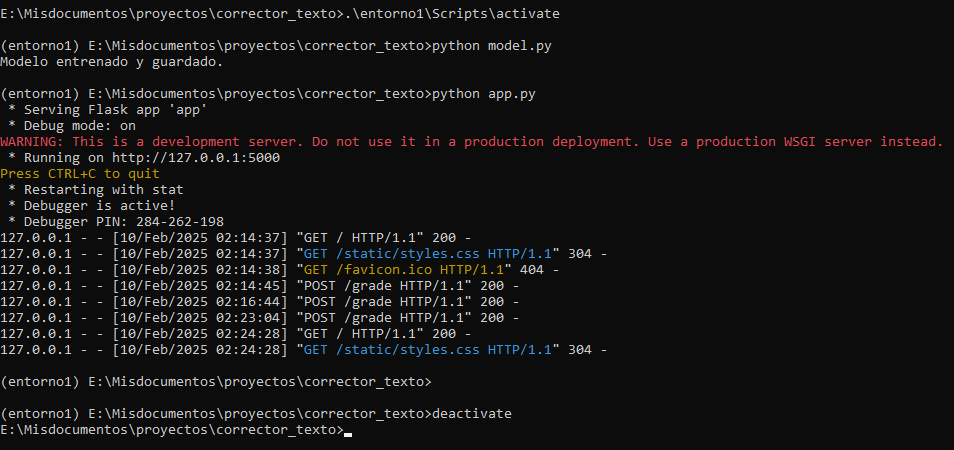 E:\Misdocumentos\proyectos\corrector_texto>.\entorno1\Scripts\activate
(entorno1) E:\Misdocumentos\proyectos\corrector_texto>python model.py
Modelo entrenado y guardado.
(entorno1) E:\Misdocumentos\proyectos\corrector_texto>python app.py
 * Serving Flask app 'app'
 * Debug mode: on
WARNING: This is a development server. Do not use it in a production deployment. Use a production WSGI server instead.
 * Running on http://127.0.0.1:5000
Press CTRL+C to quit
 * Restarting with stat
 * Debugger is active!
 * Debugger PIN: 284-262-198
127.0.0.1 - - [10/Feb/2025 02:14:37] "GET / HTTP/1.1" 200 -
127.0.0.1 - - [10/Feb/2025 02:14:37] "GET /static/styles.css HTTP/1.1" 304 -
127.0.0.1 - - [10/Feb/2025 02:14:38] "GET /favicon.ico HTTP/1.1" 404 -
127.0.0.1 - - [10/Feb/2025 02:14:45] "POST /grade HTTP/1.1" 200 -
127.0.0.1 - - [10/Feb/2025 02:16:44] "POST /grade HTTP/1.1" 200 -
127.0.0.1 - - [10/Feb/2025 02:23:04] "POST /grade HTTP/1.1" 200 -
127.0.0.1 - - [10/Feb/2025 02:24:28] "GET / HTTP/1.1" 200 -
127.0.0.1 - - [10/Feb/2025 02:24:28] "GET /static/styles.css HTTP/1.1" 304 -
(entorno1) E:\Misdocumentos\proyectos\corrector_texto>
(entorno1) E:\Misdocumentos\proyectos\corrector_texto>deactivate
E:\Misdocumentos\proyectos\corrector_texto>